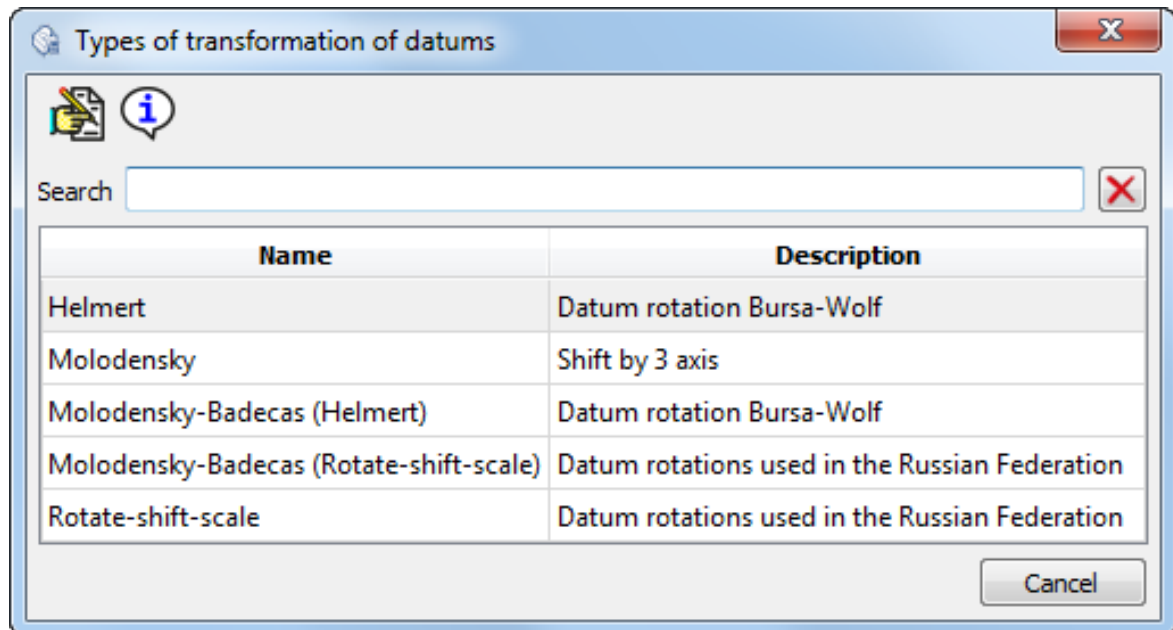 Types of transformation of datums
Search
Name Description
Helmert Datum rotation Bursa-Wolf
Molodensky Shift by 3 axis
Molodensky-Badecas (Helmert) Datum rotation Bursa-Wolf
Molodensky-Badecas (Rotate-shift-scale) Datum rotations used in the Russian Federation
Rotate-shift-scale Datum rotations used in the Russian Federation
Cancel